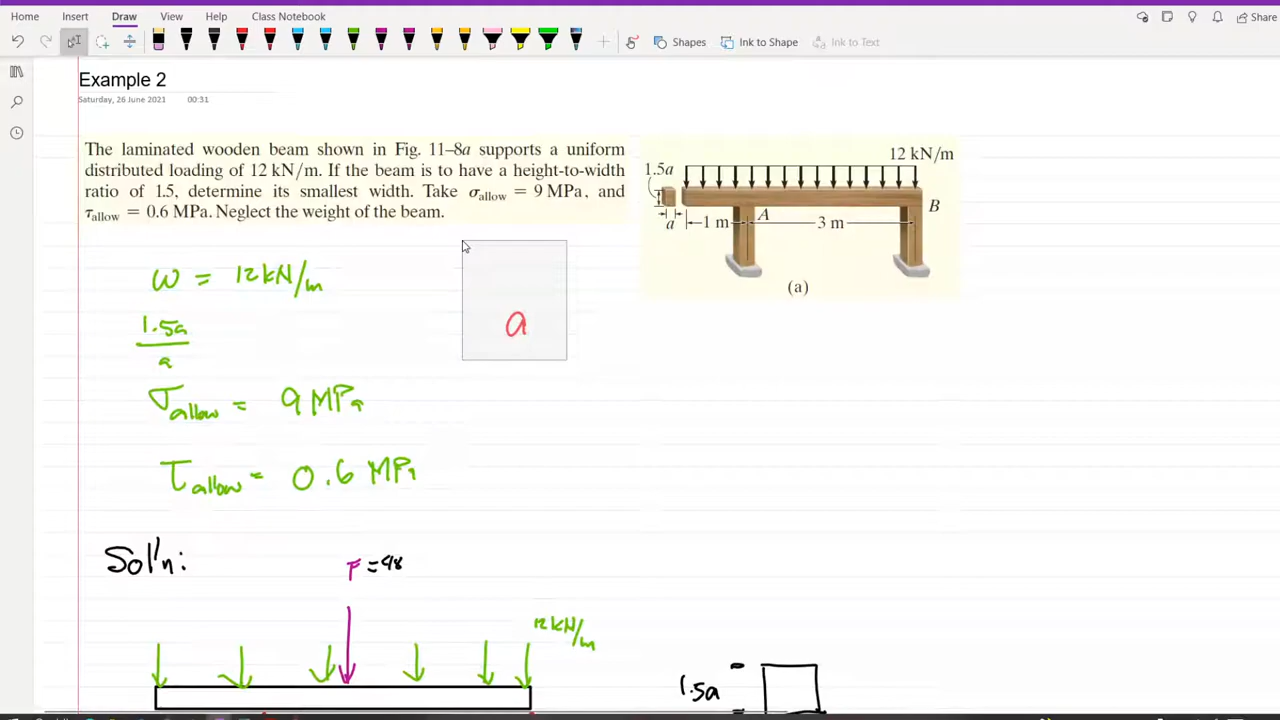 Home Insert Draw View Help Class Notebook
Share
Shapes Ink to Shape Ink to Text
Example 2
Saturday, 26 June 2021 00:31
The laminated wooden beam shown in Fig. 11–8a supports a uniform
distributed loading of 12 kN/m. If the beam is to have a height-to-width
ratio of 1.5, determine its smallest width. Take σallow = 9 MPa, and
τallow = 0.6 MPa. Neglect the weight of the beam.
12 kN/m
1.5a
B
A
a
1 m
3 m
(a)
ω = 12kN/m
1.5a
a
a
σallow = 9 MPa
τallow = 0.6 MPa
Sol'n:
F = 48
12kN/m
1.5a